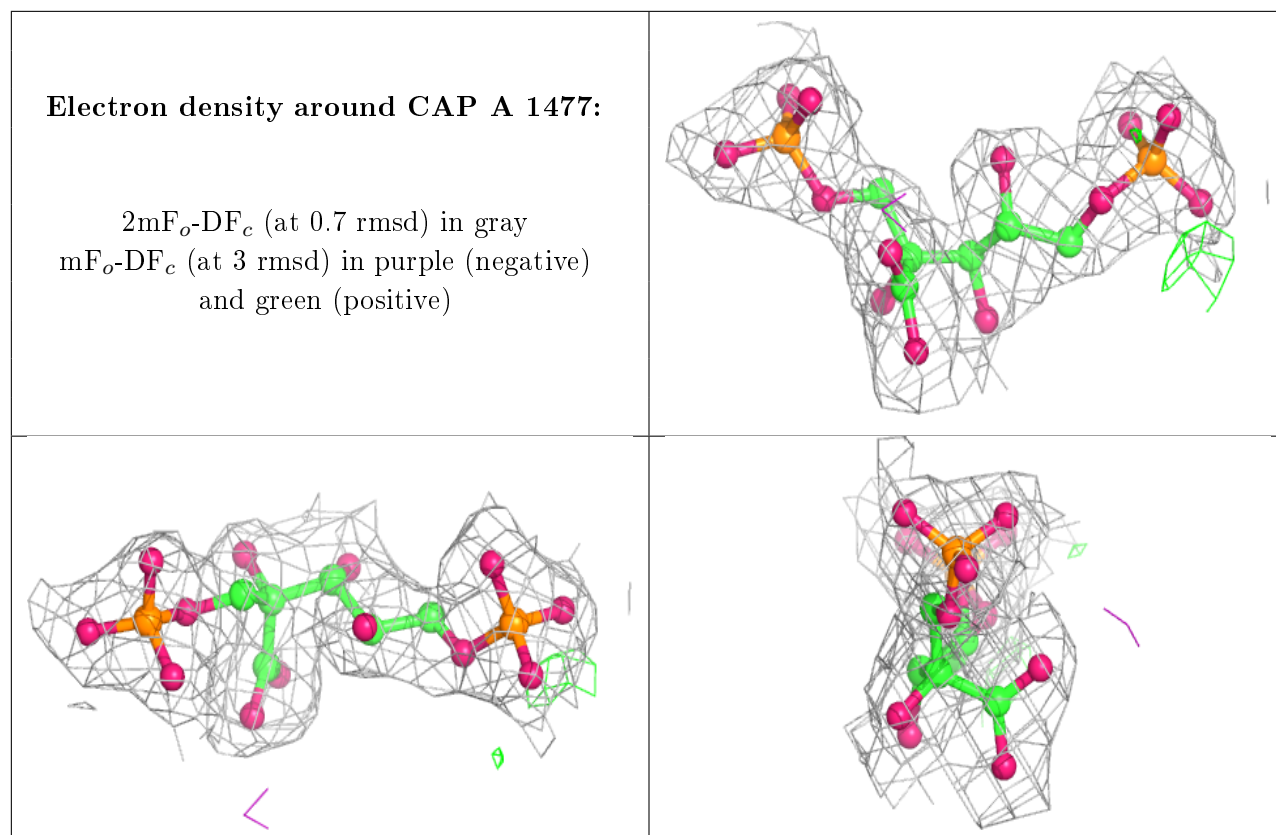 Electron density around CAP A 1477:
2mFo-DFc (at 0.7 rmsd) in gray
mFo-DFc (at 3 rmsd) in purple (negative)
and green (positive)